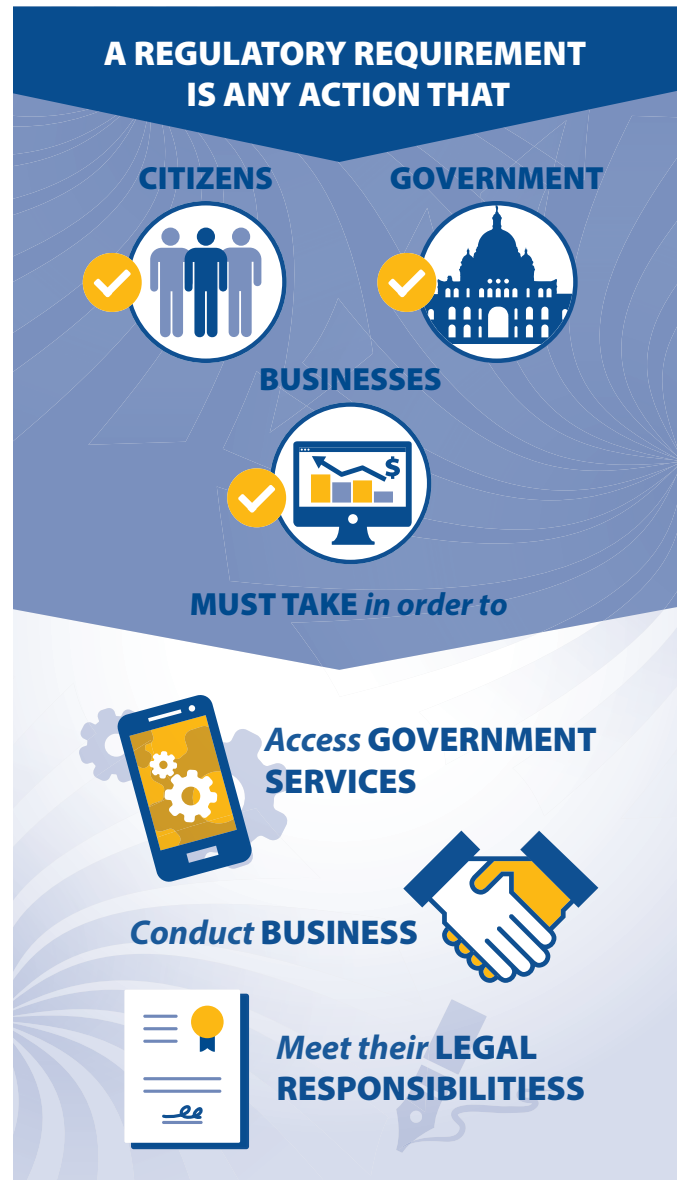 A REGULATORY REQUIREMENT
IS ANY ACTION THAT
CITIZENS
GOVERNMENT
BUSINESSES
$
MUST TAKE in order to
Access GOVERNMENT
SERVICES
Conduct BUSINESS
Meet their LEGAL
RESPONSIBILITIESS